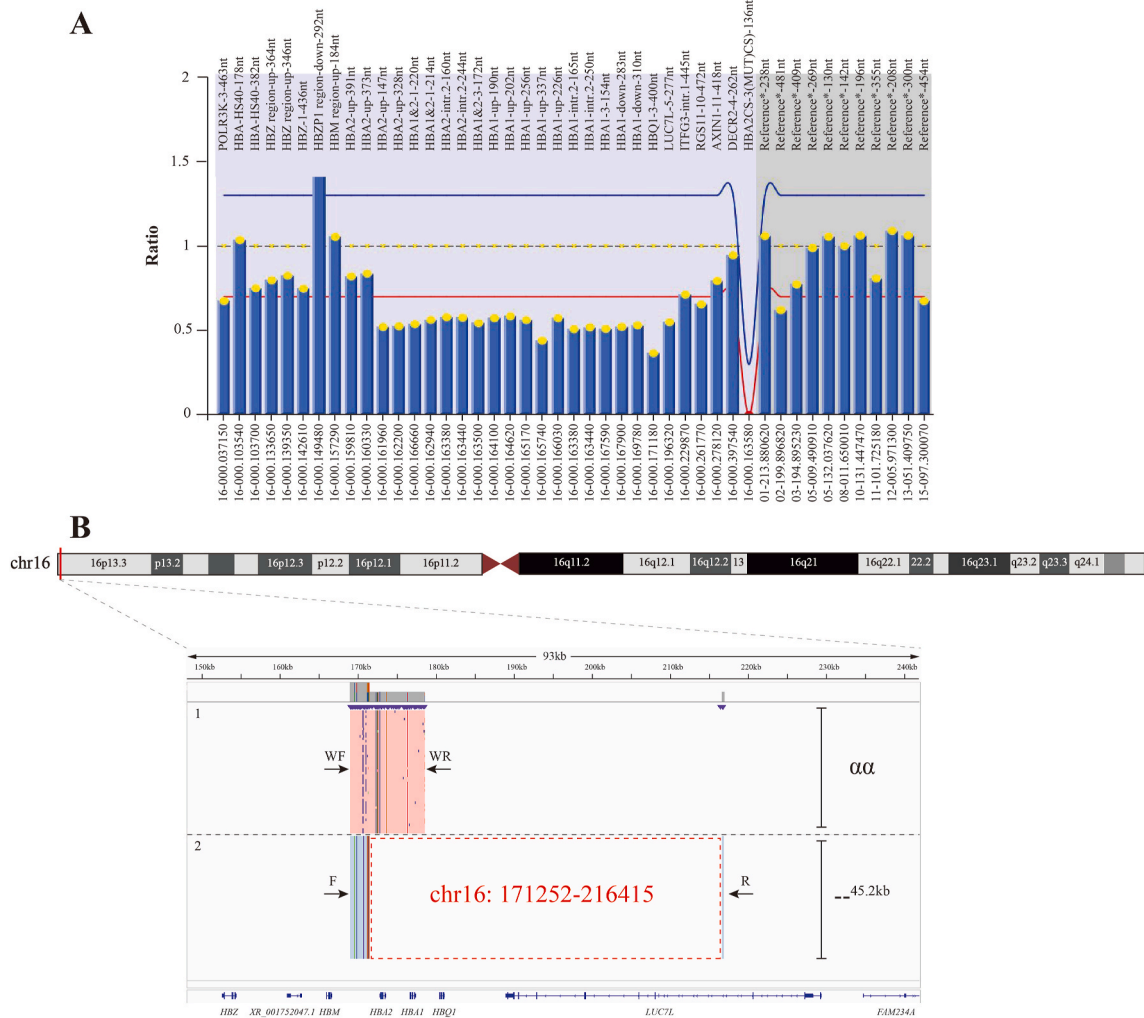 A
POLR3K-3-463nt
HBA-HS40-178nt
HBA-HS40-382nt
HBZ region-up-364nt
HBZ region-up-346nt
HBZ-1-436nt
HBZP1 region-down-292nt
HBM region-up-184nt
HBA2-up-391nt
HBA2-up-373nt
HBA2-up-147nt
HBA2-up-328nt
HBA1&2-1-220nt
HBA1&2-1-214nt
HBA2-intr.2-160nt
HBA2-intr.2-244nt
HBA1&2-3-172nt
HBA1-up-190nt
HBA1-up-202nt
HBA1-up-256nt
HBA1-up-337nt
HBA1-up-226nt
HBA1-intr.2-165nt
HBA1-intr.2-250nt
HBA1-3-154nt
HBA1-down-283nt
HBA1-down-310nt
HBQ1-3-400nt
LUC7L-5-277nt
ITFG3-intr.1-445nt
RGS11-10-472nt
AXIN1-11-418nt
DECR2-4-262nt
HBA2CS-3(MUT)CS)-136nt
Reference*-238nt
Reference*-481nt
Reference*-409nt
Reference*-269nt
Reference*-130nt
Reference*-142nt
Reference*-196nt
Reference*-355nt
Reference*-208nt
Reference*-300nt
Reference*-454nt
2
1.5
1
0.5
0
Ratio
16-000.037150
16-000.103540
16-000.103700
16-000.133650
16-000.139350
16-000.142610
16-000.149480
16-000.157290
16-000.159810
16-000.160330
16-000.161960
16-000.162200
16-000.166660
16-000.162940
16-000.163380
16-000.163440
16-000.163500
16-000.164100
16-000.164620
16-000.165170
16-000.165740
16-000.166030
16-000.163380
16-000.163440
16-000.167590
16-000.167900
16-000.169780
16-000.171180
16-000.196320
16-000.229870
16-000.261770
16-000.278120
16-000.397540
16-000.163580
01-213.880620
02-199.896820
03-194.895230
05-009.490910
05-132.037620
08-011.650010
10-131.447470
11-101.725180
12-005.971300
13-051.409750
15-097.300070
B
chr16
16p13.3 p13.2 16p12.3 p12.2 16p12.1 16p11.2 16q11.2 16q12.1 16q12.2 13 16q21 16q22.1 22.2 16q23.1 q23.2 q23.3 q24.1
93kb
150kb 160kb 170kb 180kb 190kb 200kb 210kb 220kb 230kb 240kb
1
WF WR
αα
2
F R
chr16: 171252-216415
--45.2kb
HBZ XR_001752047.1 HBM HBA2 HBA1 HBQ1 LUC7L FAM234A